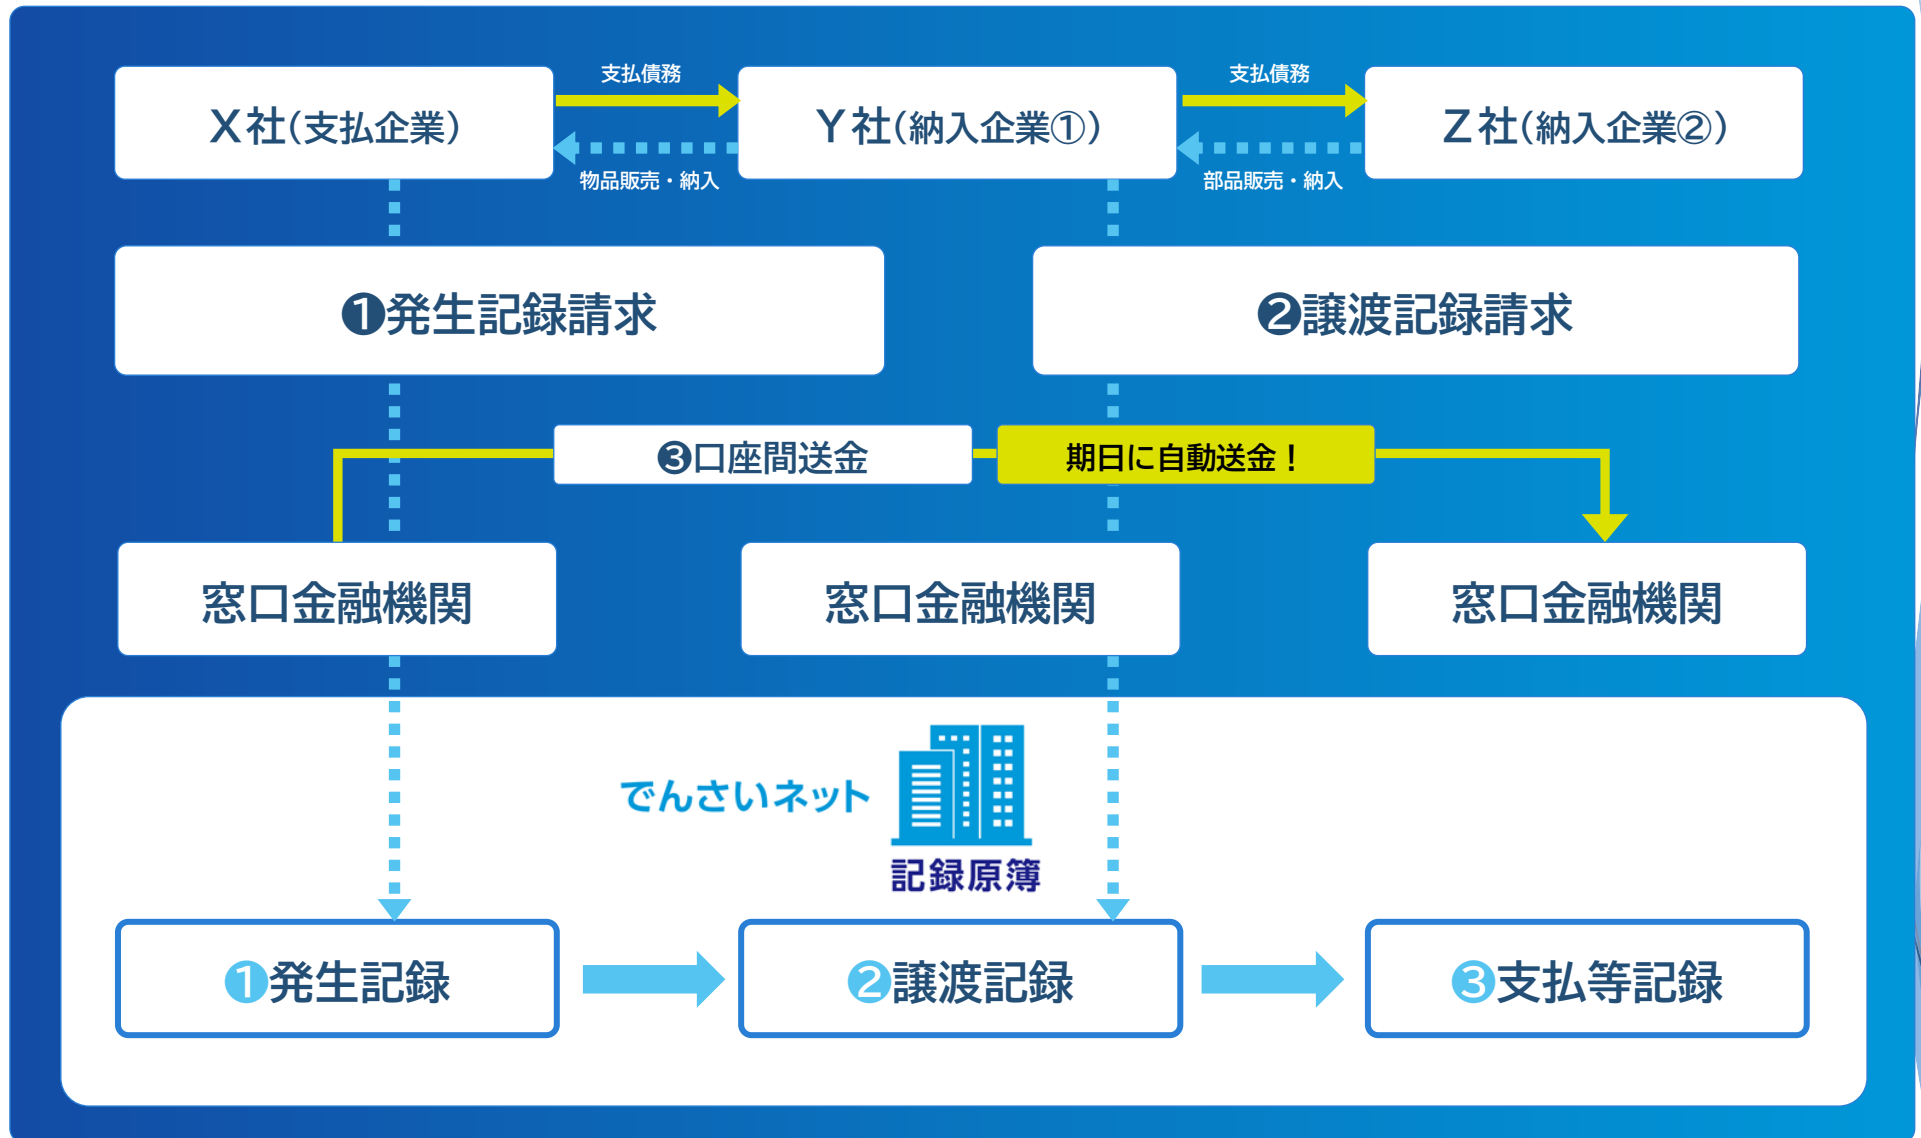 支払債務
支払債務
X社(支払企業)
Y社(納入企業①)
Z社(納入企業②)
物品販売・納入
部品販売・納入
❶発生記録請求
❷譲渡記録請求
❸口座間送金
期日に自動送金！
窓口金融機関
窓口金融機関
窓口金融機関
でんさいネット
記録原簿
❶発生記録
❷譲渡記録
❸支払等記録